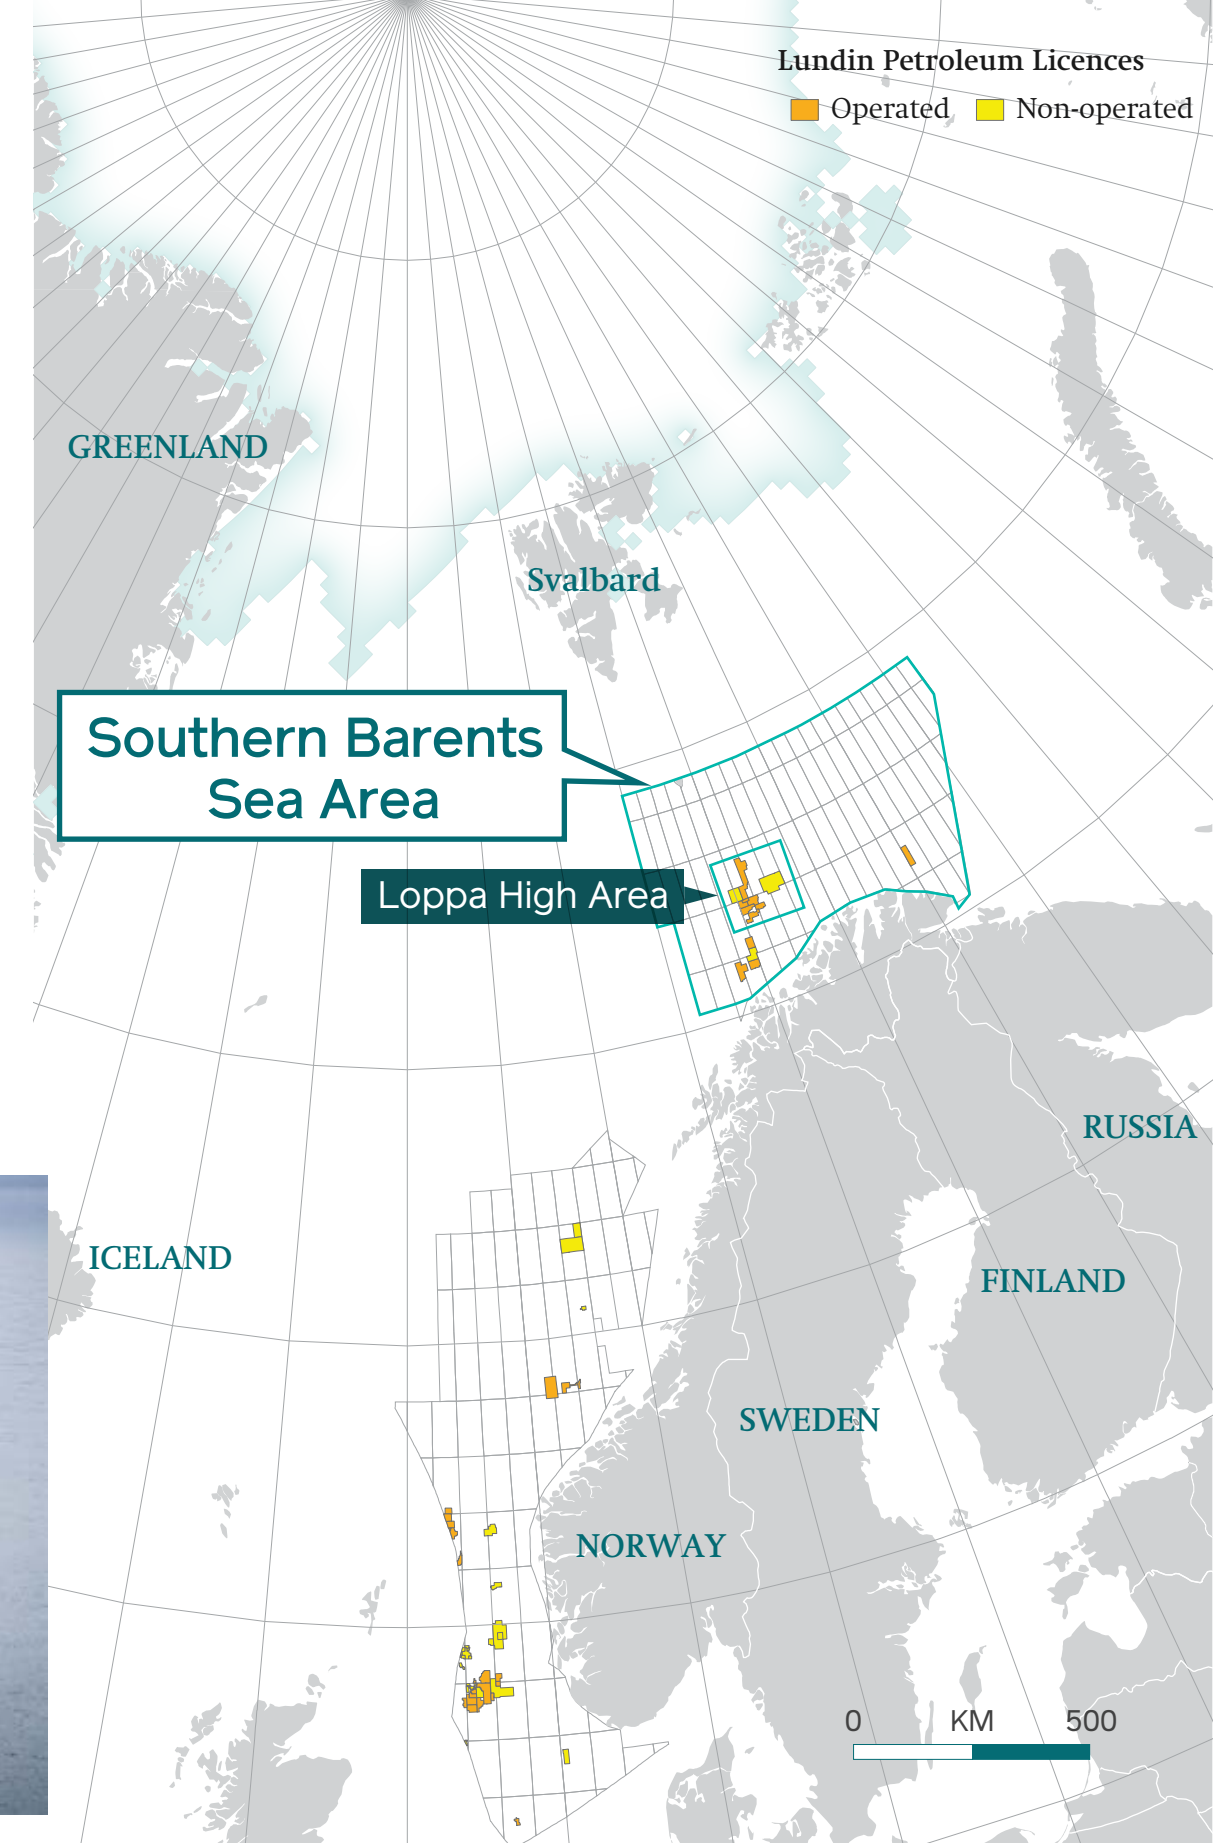 Lundin Petroleum Licences
Operated Non-operated
GREENLAND
Svalbard
Southern Barents
Sea Area
Loppa High Area
RUSSIA
ICELAND
FINLAND
SWEDEN
NORWAY
0 KM 500